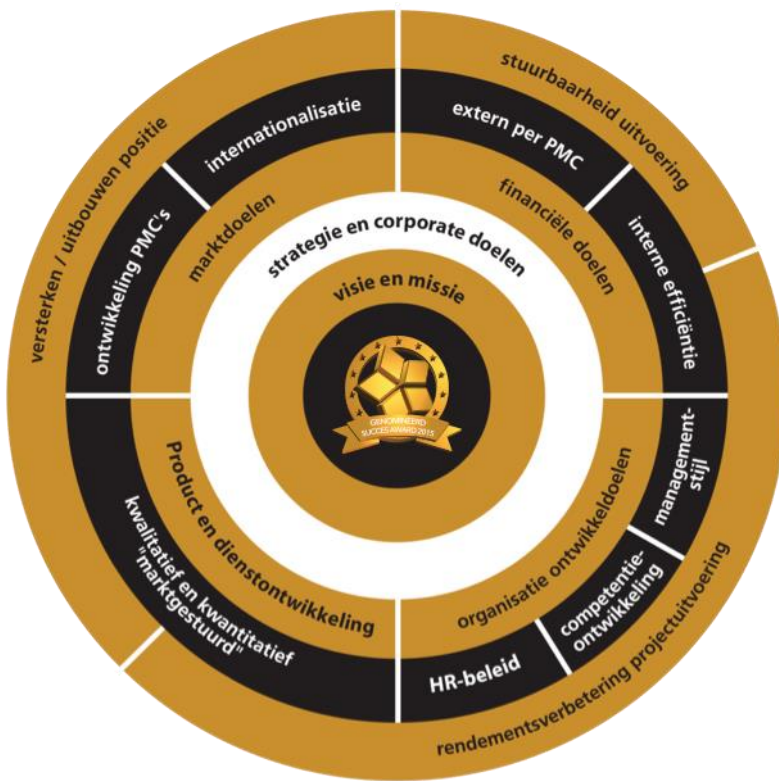 versterken / uitbouwen positie
stuurbaarheid uitvoering
internationalisatie
extern per PMC
ontwikkeling PMC's
interne efficiëntie
marktdoelen
financiële doelen
strategie en corporate doelen
visie en missie
GENOMINEERD
SUCCES AWARD 2015
Product en dienstontwikkeling
organisatie ontwikkeldoelen
management-
stijl
kwalitatief en kwantitatief
"marktgestuurd"
competentie-
ontwikkeling
HR-beleid
rendementsverbetering projectuitvoering